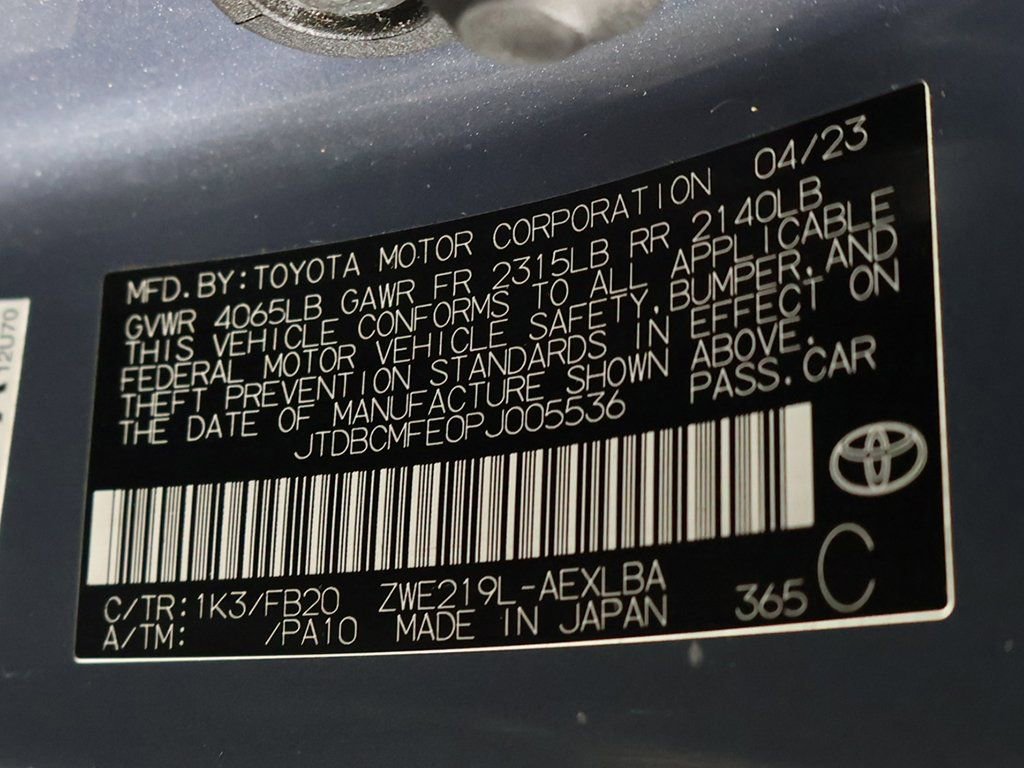 MFD. BY: TOYOTA MOTOR CORPORATION 04/23
GVWR 4065LB GAWR FR 2315LB RR 2140LB
THIS VEHICLE CONFORMS TO ALL APPLICABLE
FEDERAL MOTOR VEHICLE SAFETY, BUMPER, AND
THEFT PREVENTION STANDARDS IN EFFECT ON
THE DATE OF MANUFACTURE SHOWN ABOVE.
JTDBCMFE0PJ005536 PASS. CAR
C/TR: 1K3/FB20 ZWE219L-AEXLBA
A/TM: /PA10 MADE IN JAPAN 365 C
12U70